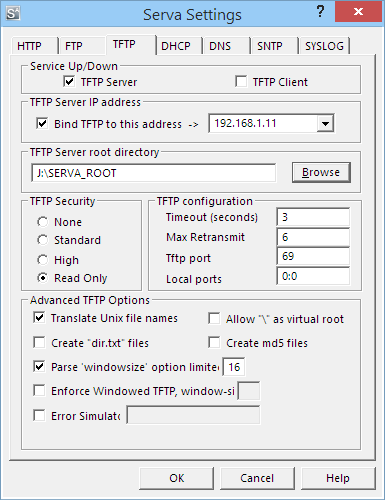 Serva Settings
HTTP FTP TFTP DHCP DNS SNTP SYSLOG
Service Up/Down
TFTP Server TFTP Client
TFTP Server IP address
Bind TFTP to this address -> 192.168.1.11
TFTP Server root directory
J:\SERVA_ROOT Browse
TFTP Security
None
Standard
High
Read Only
TFTP configuration
Timeout (seconds) 3
Max Retransmit 6
Tftp port 69
Local ports 0:0
Advanced TFTP Options
Translate Unix file names Allow "\" as virtual root
Create "dir.txt" files Create md5 files
Parse 'windowsize' option limited 16
Enforce Windowed TFTP, window-si
Error Simulato
OK Cancel Help